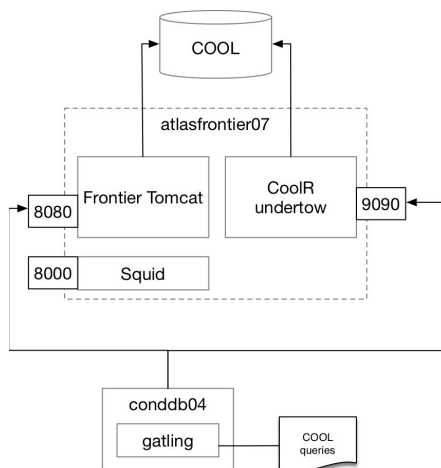 COOL
atlasfrontier07
Frontier Tomcat
CoolR
undertow
8080
9090
8000
Squid
conddb04
gatling
COOL
queries